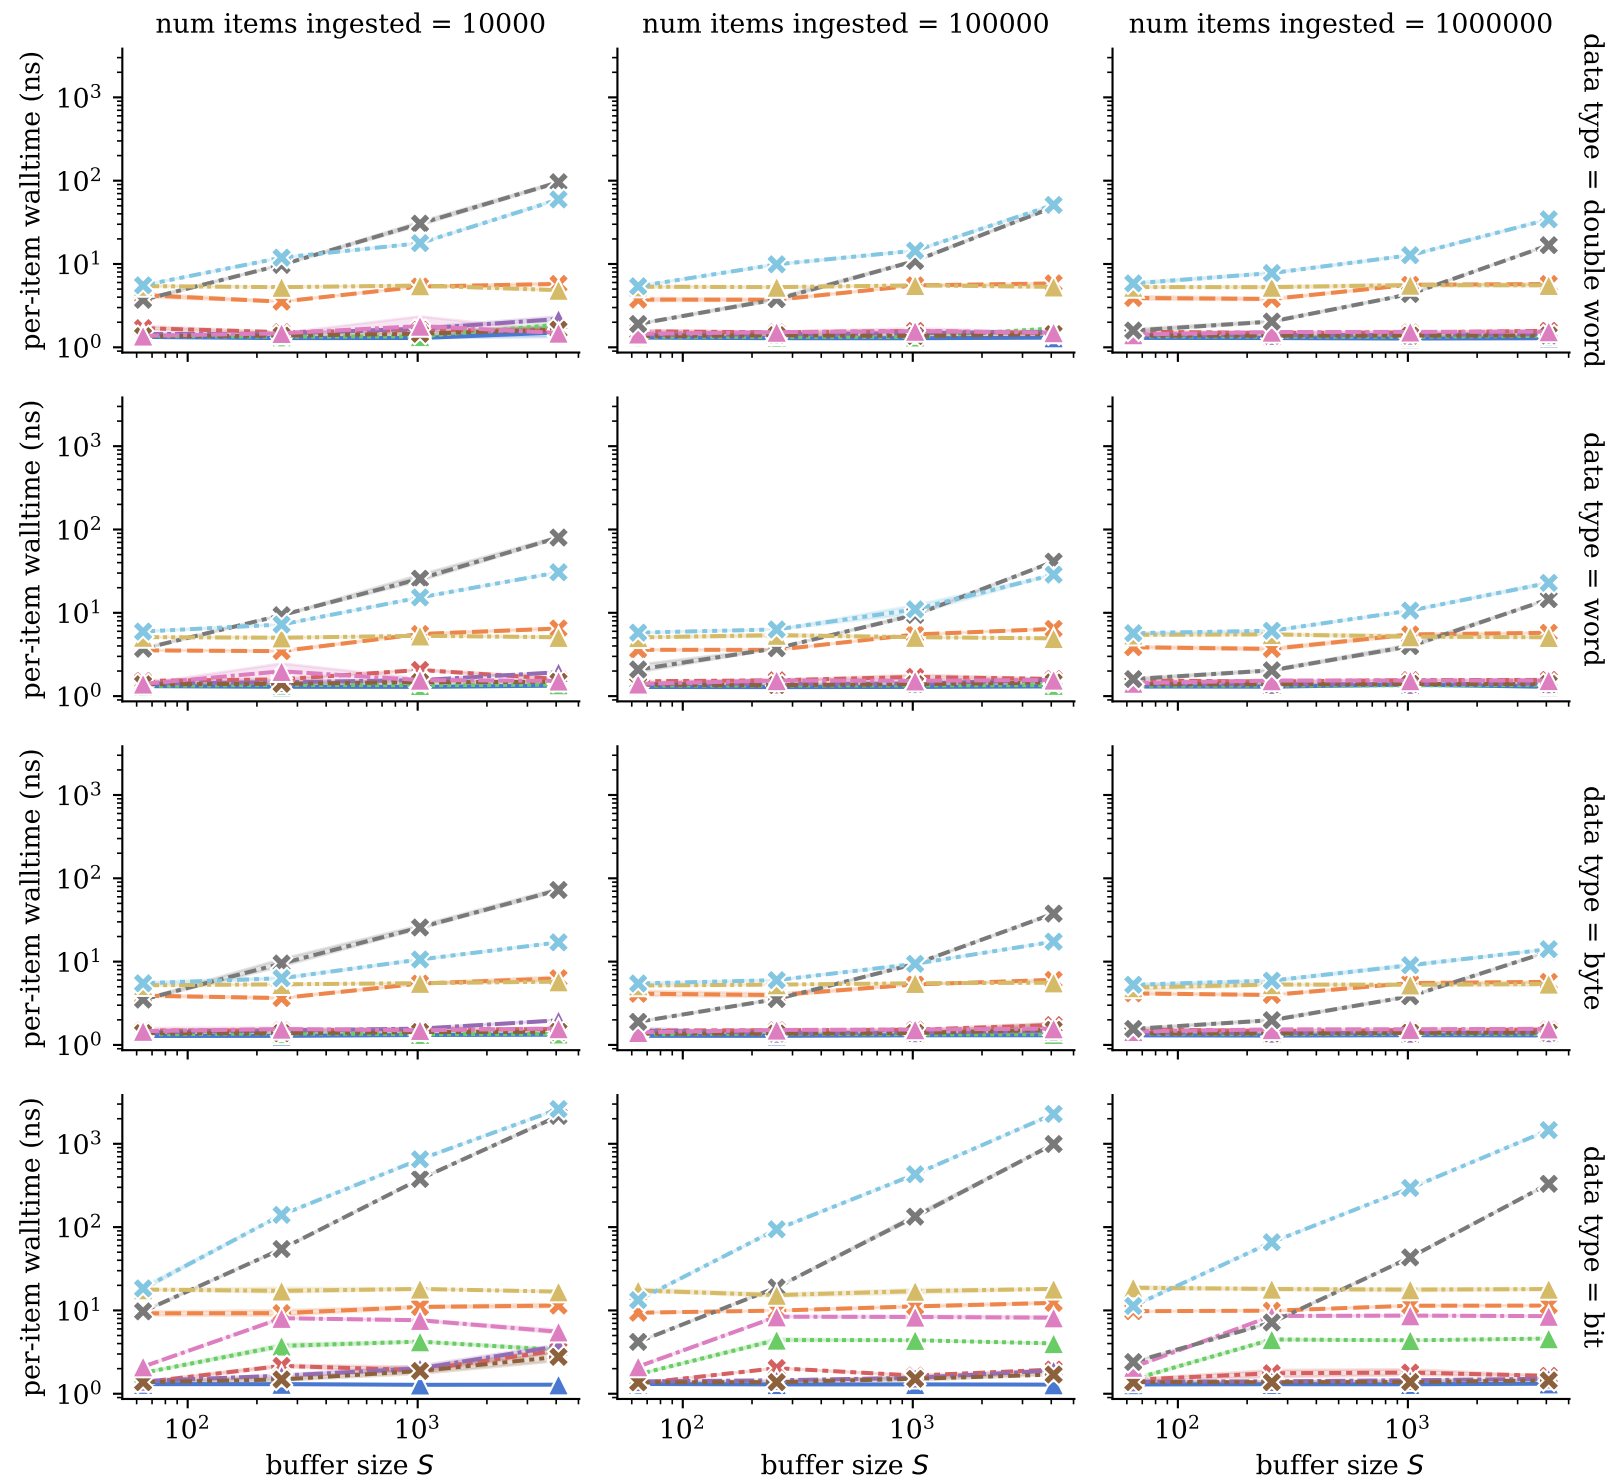 num items ingested = 10000
num items ingested = 100000
num items ingested = 1000000
per-item walltime (ns)
10³
10²
10¹
10⁰
data type = double word
per-item walltime (ns)
10³
10²
10¹
10⁰
data type = word
per-item walltime (ns)
10³
10²
10¹
10⁰
data type = byte
per-item walltime (ns)
10³
10²
10¹
10⁰
data type = bit
10² 10³ 10² 10³ 10² 10³
buffer size S
buffer size S
buffer size S